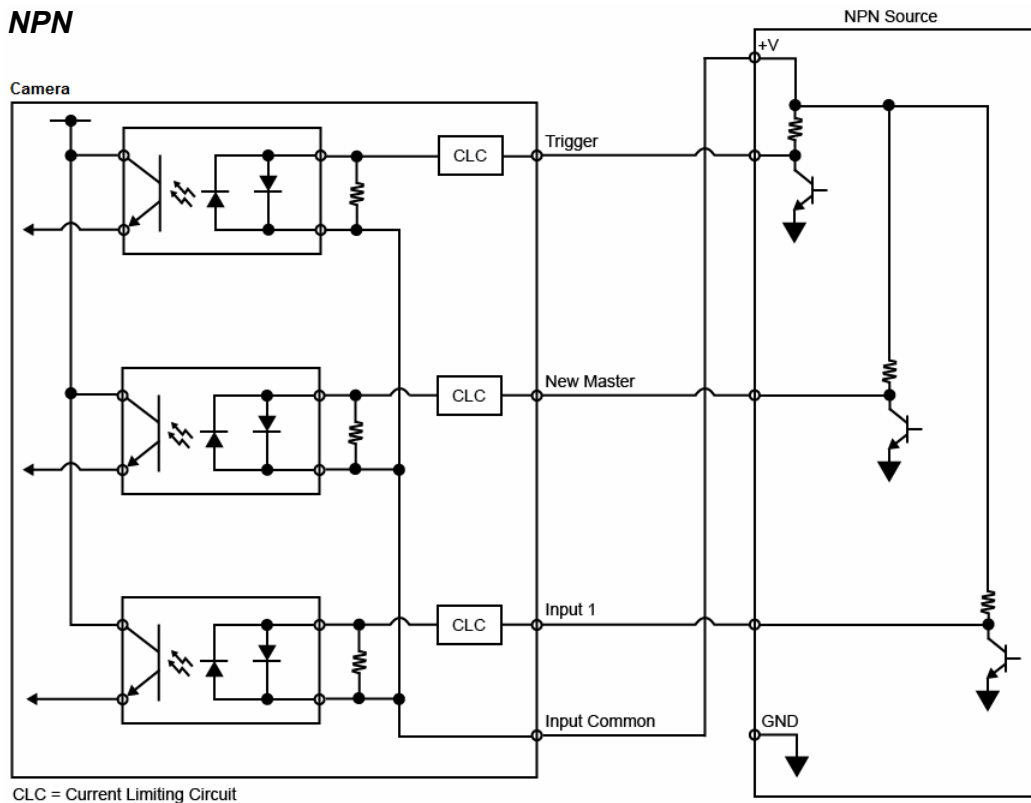 NPN
NPN Source
+V
Camera
Trigger
CLC
New Master
CLC
Input 1
CLC
Input Common
GND
CLC = Current Limiting Circuit